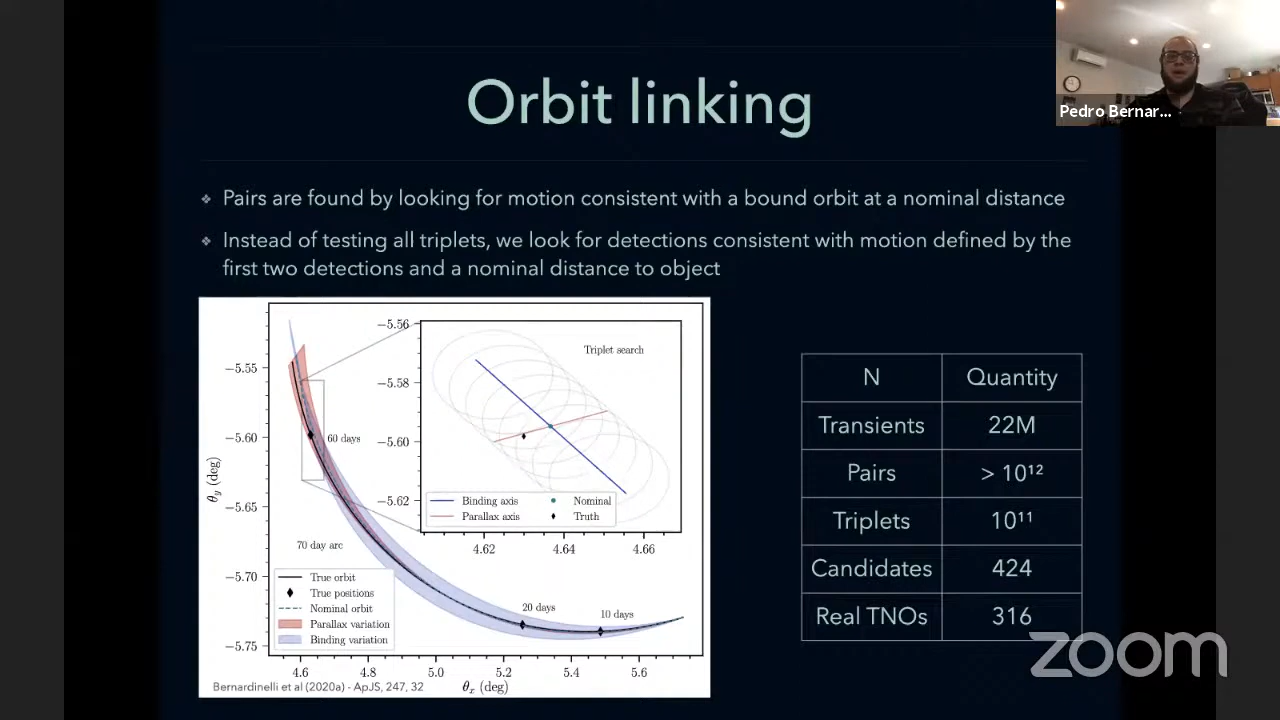 Orbit linking
Pedro Bernar...
❖ Pairs are found by looking for motion consistent with a bound orbit at a nominal distance
❖ Instead of testing all triplets, we look for detections consistent with motion defined by the
first two detections and a nominal distance to object
−5.55
−5.60
−5.65
−5.70
−5.75
θy (deg)
60 days
70 day arc
20 days
10 days
True orbit
True positions
Nominal orbit
Parallax variation
Binding variation
−5.56
−5.58
−5.60
−5.62
Triplet search
Binding axis
Parallax axis
Nominal
Truth
4.62 4.64 4.66
4.6 4.8 5.0 5.2 5.4 5.6
θx (deg)
Bernardinelli et al (2020a) - ApJS, 247, 32
N Quantity
Transients 22M
Pairs > 10¹²
Triplets 10¹¹
Candidates 424
Real TNOs 316
zoom